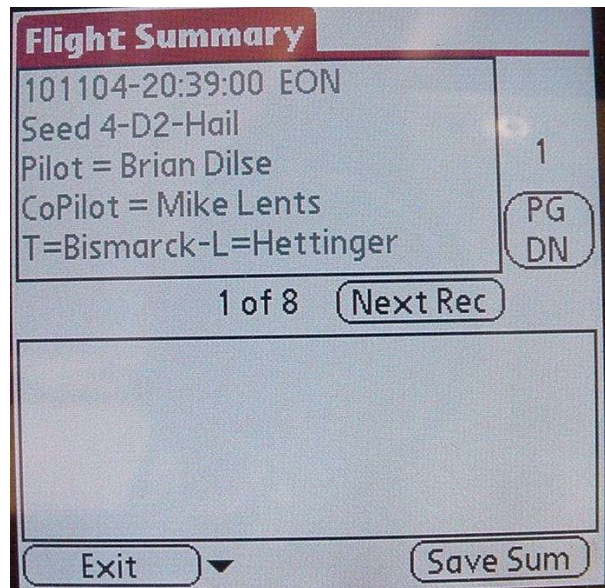 Flight Summary
101104-20:39:00 EON
Seed 4-D2-Hail
Pilot = Brian Dilse
CoPilot = Mike Lents
T=Bismarck-L=Hettinger
1
PG
DN
1 of 8 Next Rec
Exit Save Sum